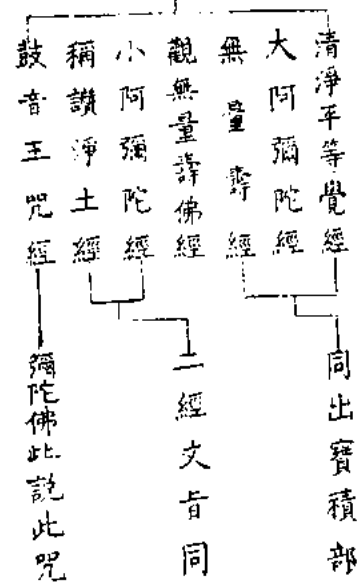 清淨平等覺經
大阿彌陀經
無量壽經
觀無量壽佛經
小阿彌陀經
稱讚淨土經
鼓音王咒經
同出寶積部
二經文旨同
彌陀佛此說此咒